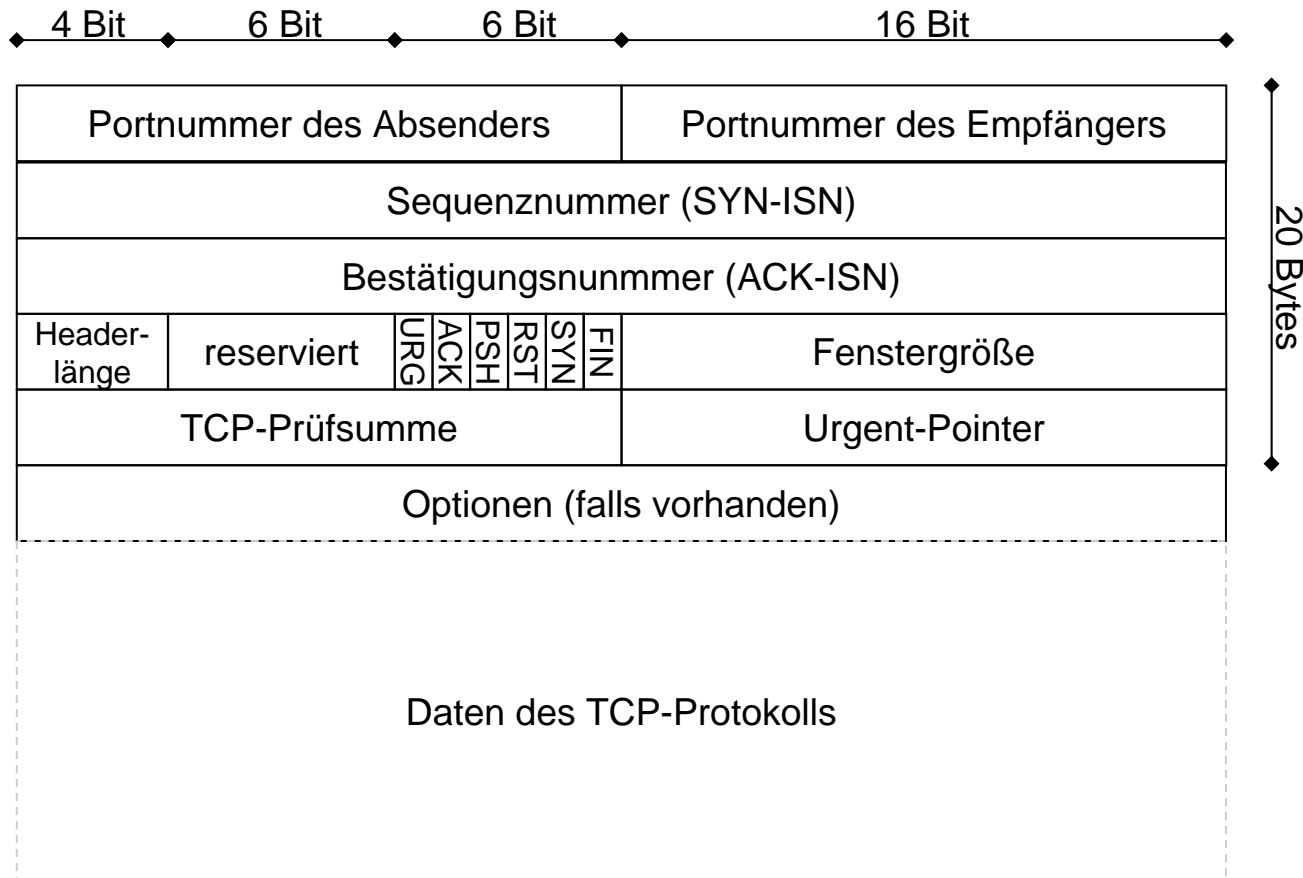 4 Bit 6 Bit 6 Bit 16 Bit
Portnummer des Absenders Portnummer des Empfängers
Sequenznummer (SYN-ISN)
Bestätigungsnunmmer (ACK-ISN)
Header-
länge
reserviert
URG
ACK
PSH
RST
SYN
FIN
Fenstergröße
TCP-Prüfsumme Urgent-Pointer
Optionen (falls vorhanden)
Daten des TCP-Protokolls
20 Bytes